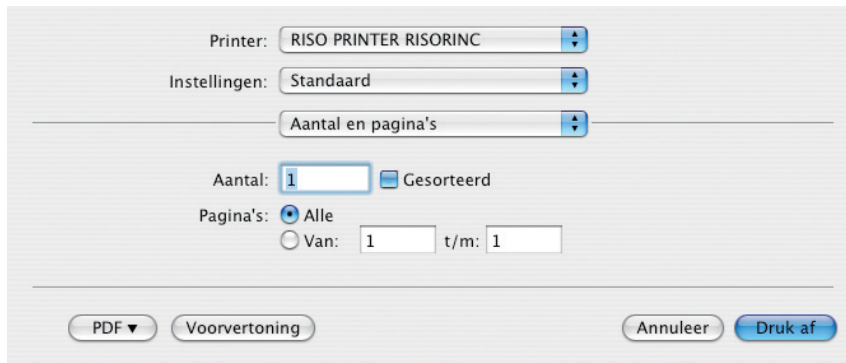 Printer: RISO PRINTER RISORINC
Instellingen: Standaard
Aantal en pagina's
Aantal: 1 Gesorteerd
Pagina's: Alle
Van: 1 t/m: 1
PDF ▼ Voorvertoning Annuleer Druk af